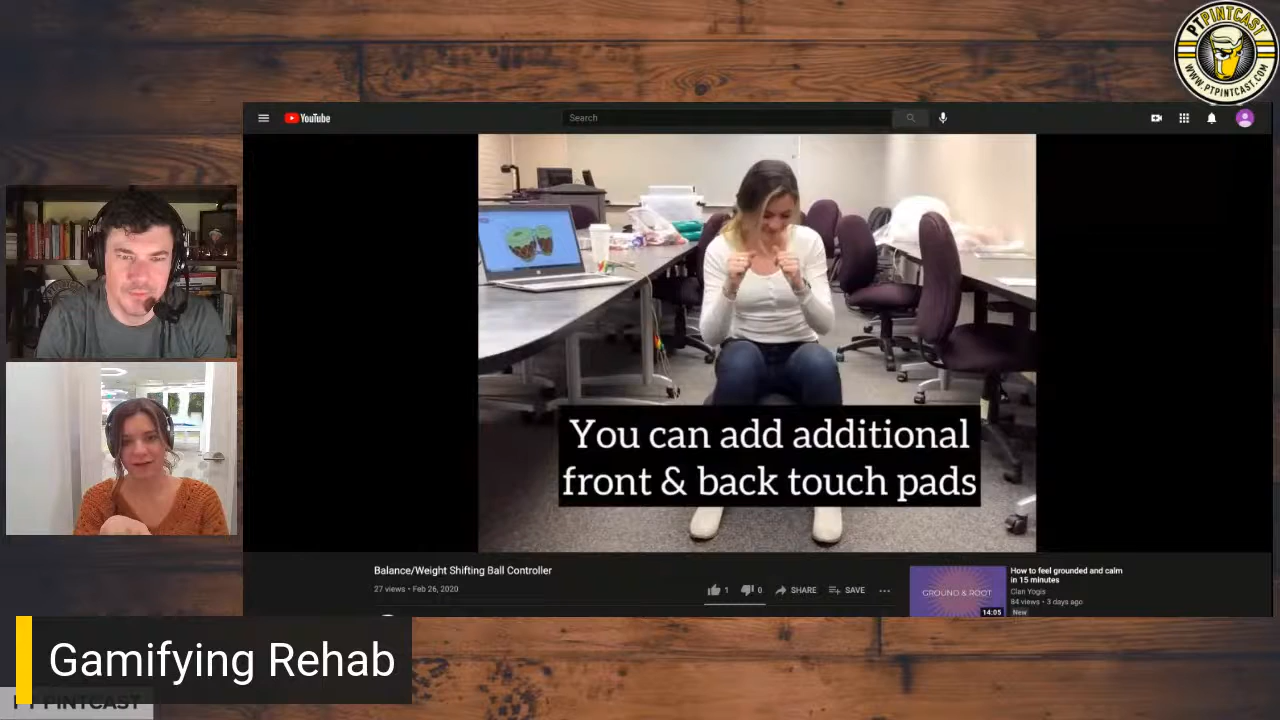 PT PINTCAST
WWW.PTPINTCAST.COM
YouTube
Search
You can add additional
front & back touch pads
Balance/Weight Shifting Ball Controller
27 views • Feb 26, 2020
1
0
SHARE
SAVE
GROUND & ROOT
14:05
How to feel grounded and calm
in 15 minutes
Clan Yogis
84 views • 3 days ago
New
Gamifying Rehab
PT PINTCAST